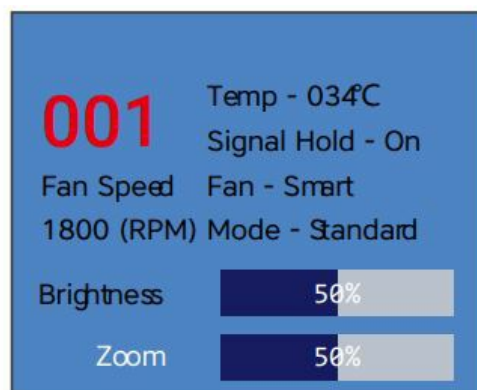 001
Temp - 034℃
Signal Hold - On
Fan Speed Fan - Smart
1800 (RPM) Mode - Standard
Brightness 50%
Zoom 50%